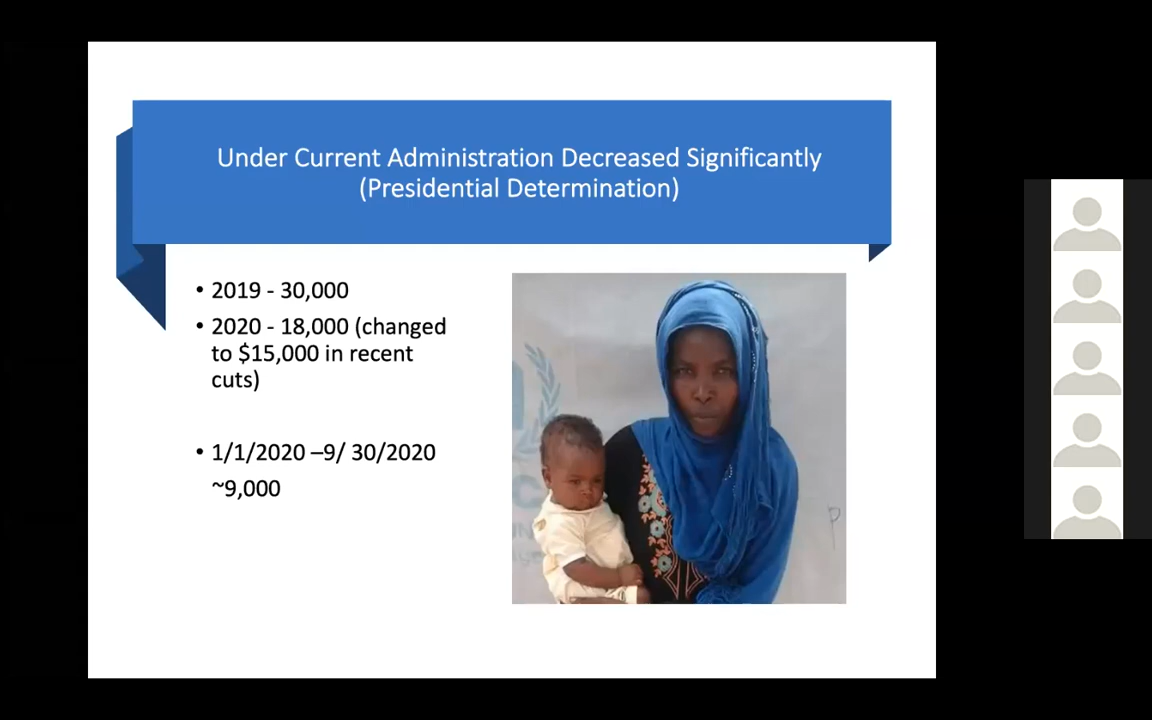 Under Current Administration Decreased Significantly
(Presidential Determination)
• 2019 - 30,000
• 2020 - 18,000 (changed
to $15,000 in recent
cuts)
• 1/1/2020 –9/ 30/2020
~9,000
P